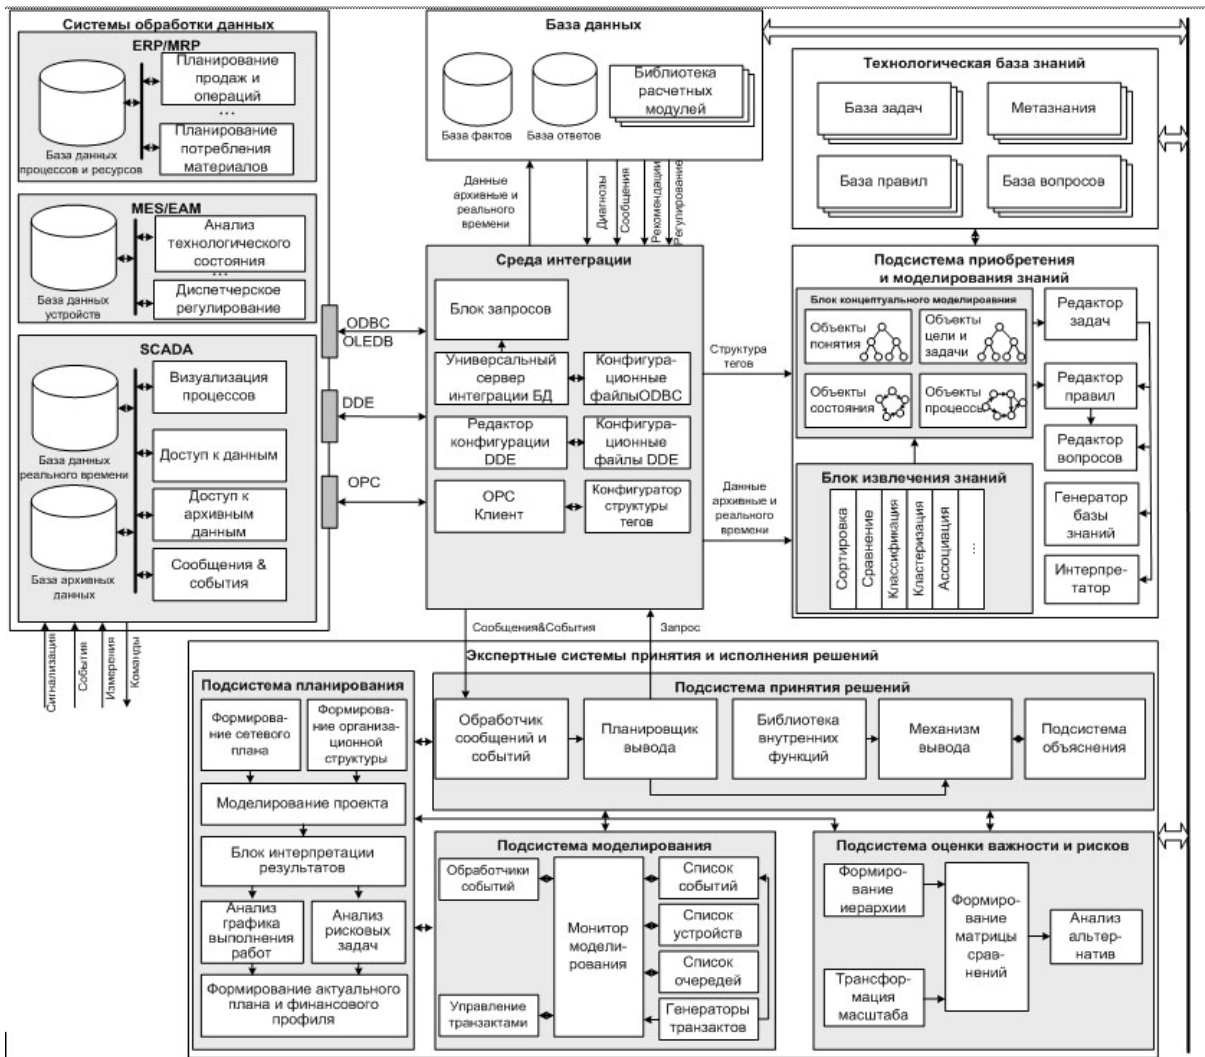 Системы обработки данных
ERP/MRP
База данных
процессов и ресурсов
Планирование
продаж и
операций
...
Планирование
потребления
материалов
MES/EAM
База данных
устройств
Анализ
технологического
состояния
...
Диспетчерское
регулирование
SCADA
База данных
реального времени
База архивных
данных
Визуализация
процессов
Доступ к данным
Доступ к
архивным
данным
Сообщения &
события
Сигнализация
События
Измерения
Команды
ODBC
OLEDB
DDE
OPC
База данных
База фактов
База ответов
Библиотека
расчетных
модулей
Данные
архивные и
реального
времени
Диагнозы
Сообщения
Рекомендации
Регулирование
Среда интеграции
Блок запросов
Универсальный
сервер
интеграции БД
Конфигура-
ционные
файлыODBC
Редактор
конфигурации
DDE
Конфигура-
ционные
файлы DDE
OPC
Клиент
Конфигуратор
структуры
тегов
Структура
тегов
Данные
архивные и
реального
времени
Сообщения&События
Запрос
Технологическая база знаний
База задач
Метазнания
База правил
База вопросов
Подсистема приобретения
и моделирования знаний
Блок концептуального моделироавния
Объекты
понятия
Объекты
цели и
задачи
Объекты
состояния
Объекты
процессы
Редактор
задач
Редактор
правил
Редактор
вопросов
Генератор
базы
знаний
Интерпре-
татор
Блок извлечения знаний
Сортировка
Сравнение
Классификация
Кластеризация
Ассоциация
...
Экспертные системы принятия и исполнения решений
Подсистема планирования
Формирова-
ние сетевого
плана
Формирова-
ние организа-
ционной
структуры
Моделирование проекта
Блок интерпретации
результатов
Анализ
графика
выполнения
работ
Анализ
рисковых
задач
Формирование актуального
плана и финансового
профиля
Подсистема принятия решений
Обработчик
сообщений и
событий
Планировщик
вывода
Библиотека
внутренних
функций
Механизм
вывода
Подсистема
объяснения
Подсистема моделирования
Обработчики
событий
Управление
транзактами
Монитор
модели-
рования
Список
событий
Список
устройств
Список
очередей
Генераторы
транзактов
Подсистема оценки важности и рисков
Формиро-
вание
иерархии
Трансфор-
мация
масштаба
Формиро-
вание
матрицы
срав-
нений
Анализ
альтер-
натив